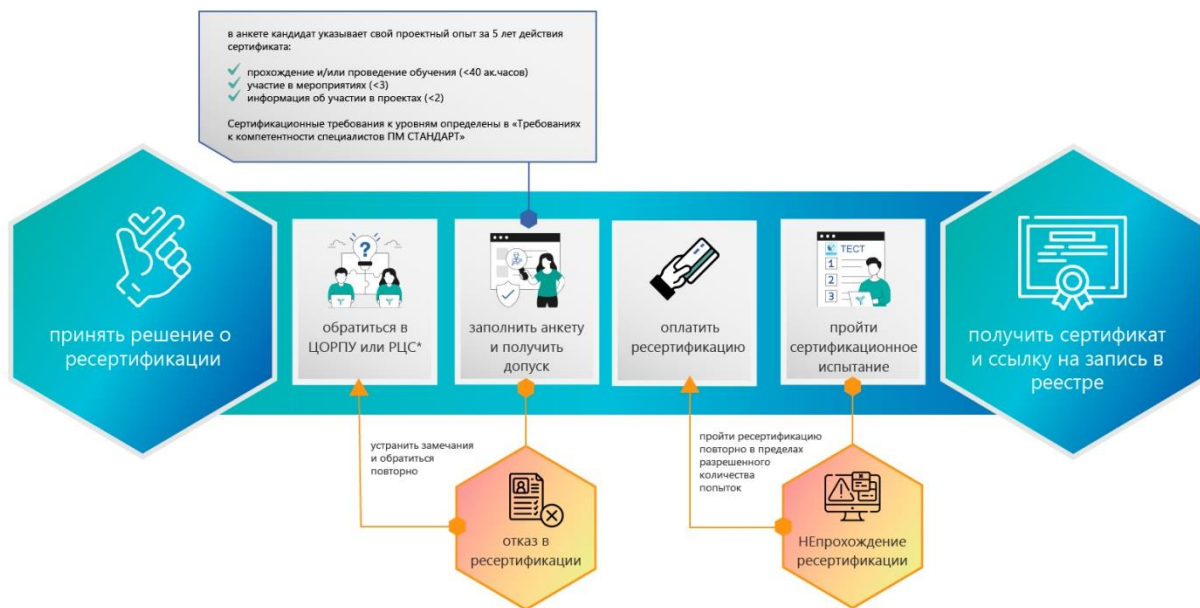 в анкете кандидат указывает свой проектный опыт за 5 лет действия
сертификата:
прохождение и/или проведение обучения (<40 ак.часов)
участие в мероприятиях (<3)
информация об участии в проектах (<2)
Сертификационные требования к уровням определены в «Требованиях
к компетентности специалистов ПМ СТАНДАРТ»
принять решение о
ресертификации
?
обратиться в
ЦОРПУ или РЦС*
заполнить анкету
и получить
допуск
оплатить
ресертификацию
ТЕСТ
1
2
3
пройти
сертификационное
испытание
получить сертификат
и ссылку на запись в
реестре
устранить замечания
и обратиться
повторно
отказ в
ресертификации
пройти ресертификацию
повторно в пределах
разрешенного
количества
попыток
НЕпрохождение
ресертификации